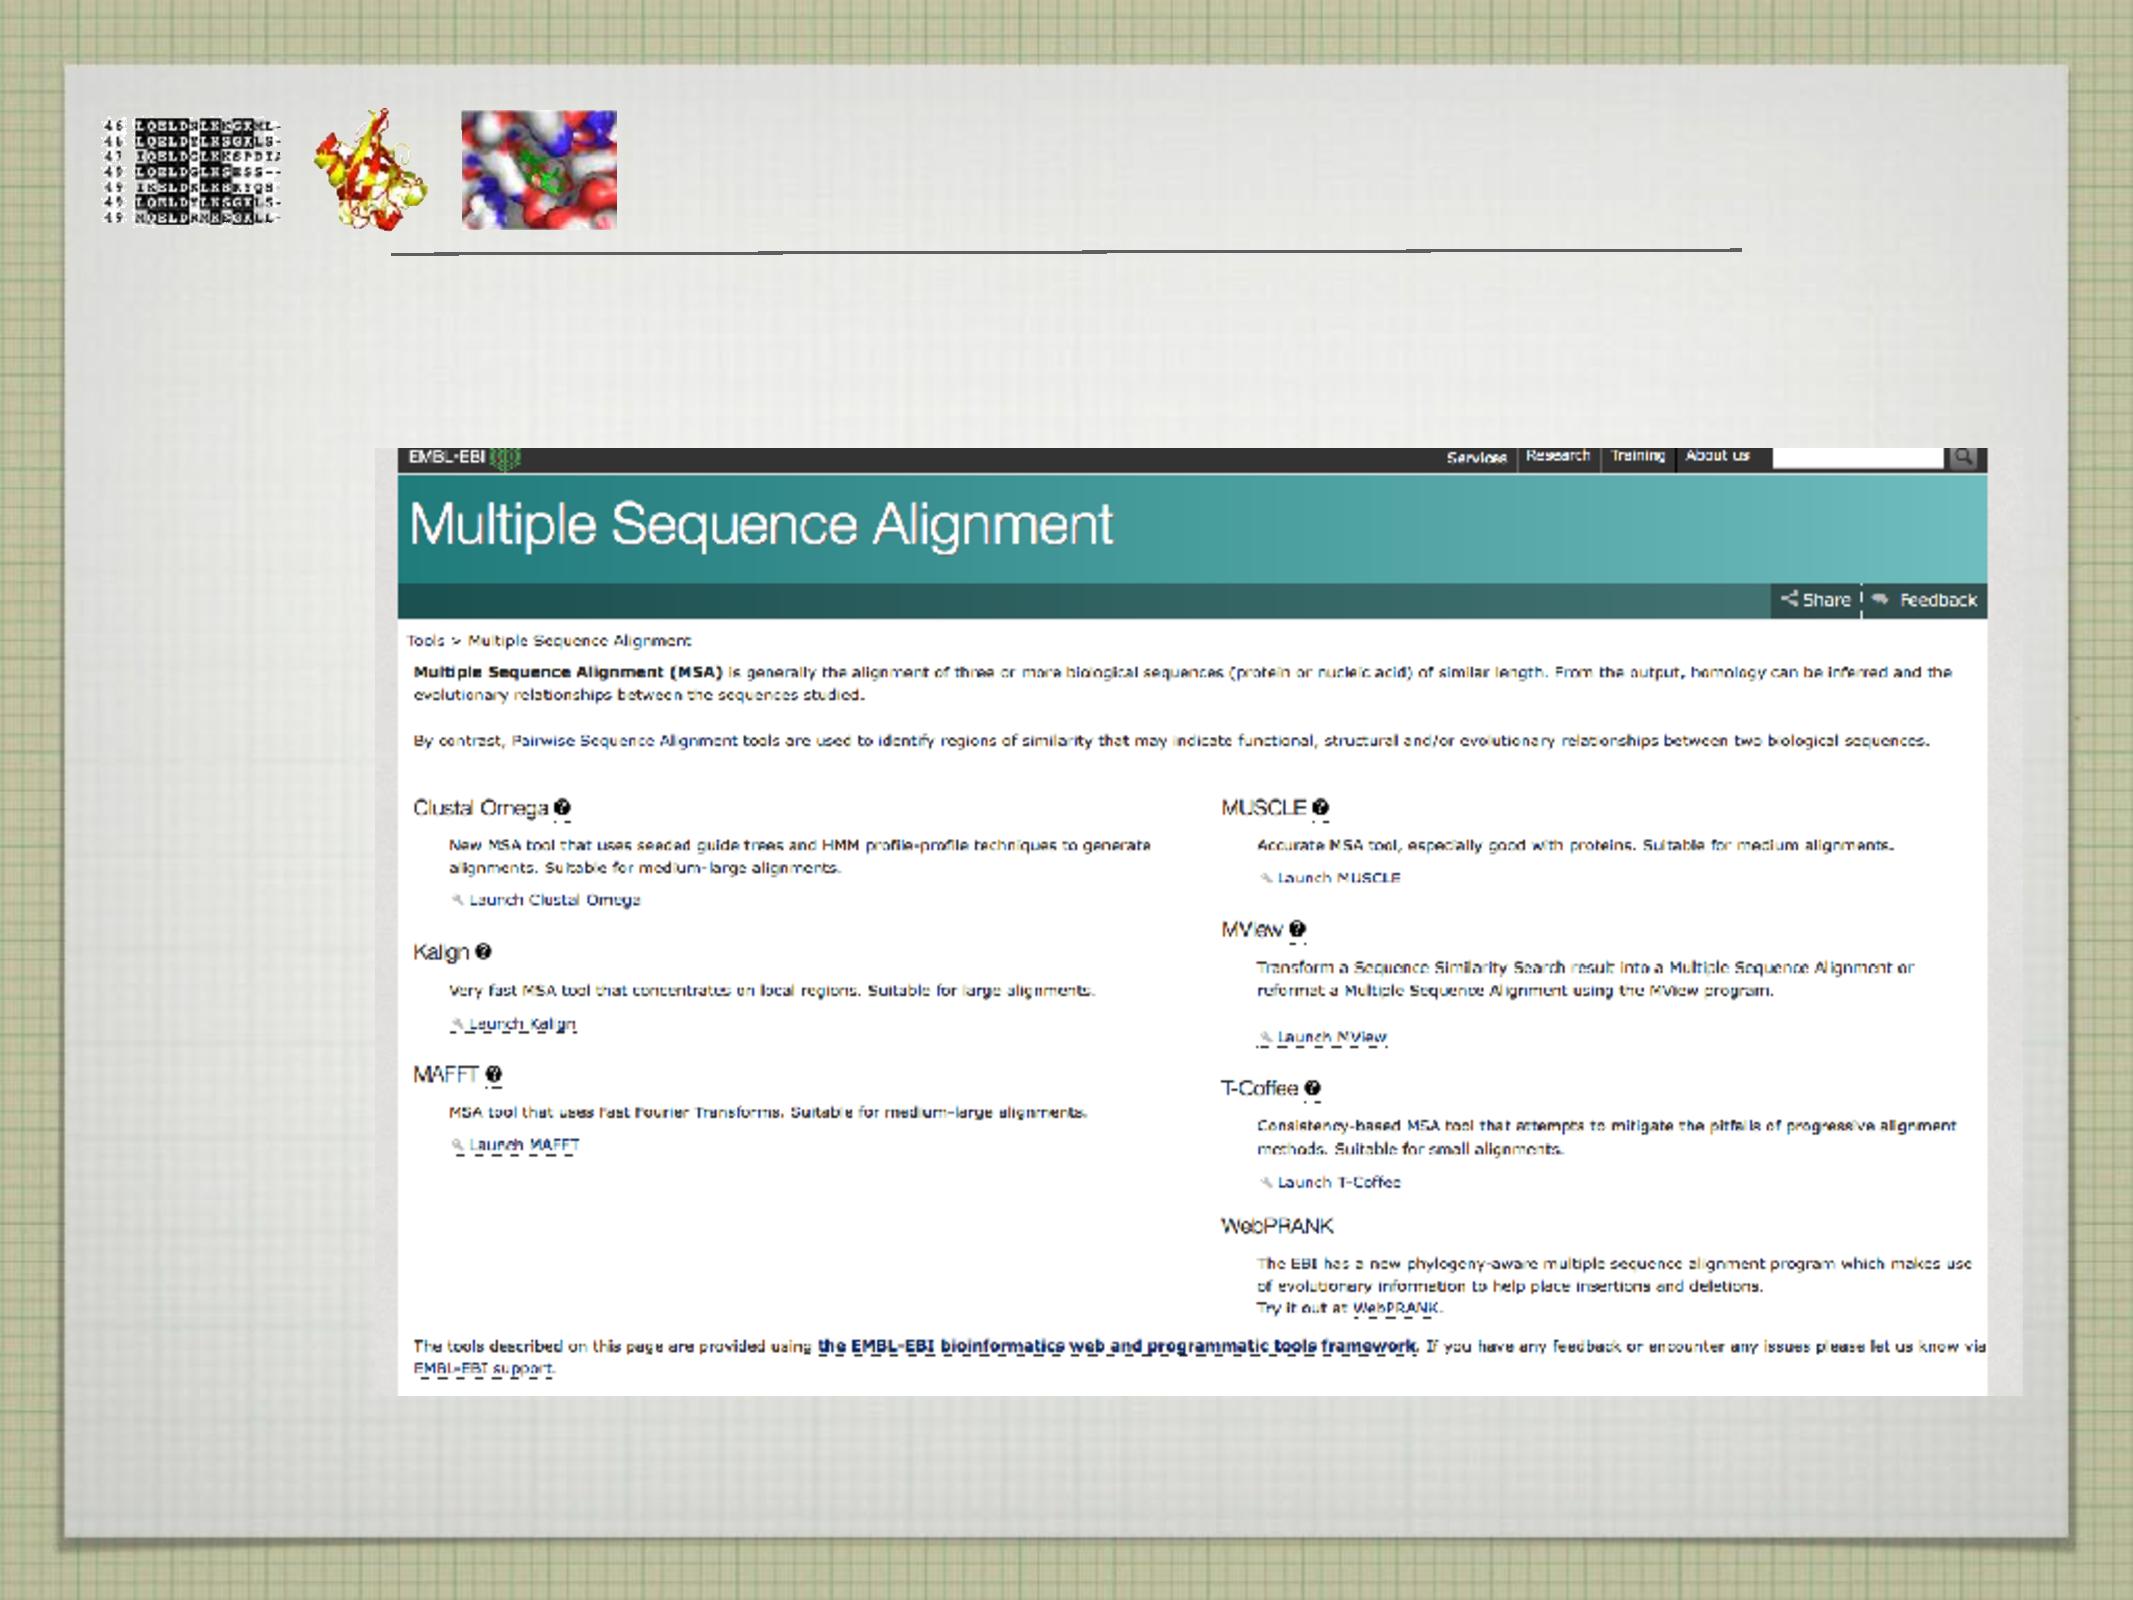 EMBL-EBI
Services
Research
Training
About us
Multiple Sequence Alignment
Share
Feedback
Tools > Multiple Sequence Alignment
Multiple Sequence Alignment (MSA) is generally the alignment of three or more biological sequences (protein or nucleic acid) of similar length. From the output, homology can be inferred and the
evolutionary relationships between the sequences studied.
By contrast, Pairwise Sequence Alignment tools are used to identify regions of similarity that may indicate functional, structural and/or evolutionary relationships between two biological sequences.
Clustal Omega
New MSA tool that uses seeded guide trees and HMM profile-profile techniques to generate
alignments. Suitable for medium-large alignments.
Launch Clustal Omega
Kalign
Very fast MSA tool that concentrates on local regions. Suitable for large alignments.
Launch Kalign
MAFFT
MSA tool that uses Fast Fourier Transforms. Suitable for medium-large alignments.
Launch MAFFT
MUSCLE
Accurate MSA tool, especially good with proteins. Suitable for medium alignments.
Launch MUSCLE
MView
Transform a Sequence Similarity Search result into a Multiple Sequence Alignment or
reformat a Multiple Sequence Alignment using the MView program.
Launch MView
T-Coffee
Consistency-based MSA tool that attempts to mitigate the pitfalls of progressive alignment
methods. Suitable for small alignments.
Launch T-Coffee
WebPRANK
The EBI has a new phylogeny-aware multiple sequence alignment program which makes use
of evolutionary information to help place insertions and deletions.
Try it out at WebPRANK.
The tools described on this page are provided using the EMBL-EBI bioinformatics web and programmatic tools framework. If you have any feedback or encounter any issues please let us know via
EMBL-EBI support.